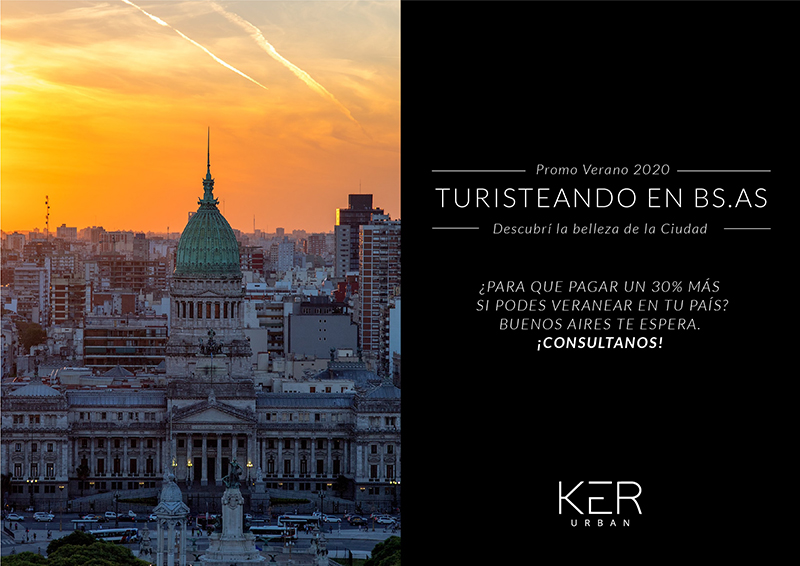 Promo Verano 2020
TURISTEANDO EN BS.AS
Descubrí la belleza de la Ciudad
¿PARA QUE PAGAR UN 30% MÁS
SI PODES VERANEAR EN TU PAÍS?
BUENOS AIRES TE ESPERA.
¡CONSULTANOS!
KER
URBAN